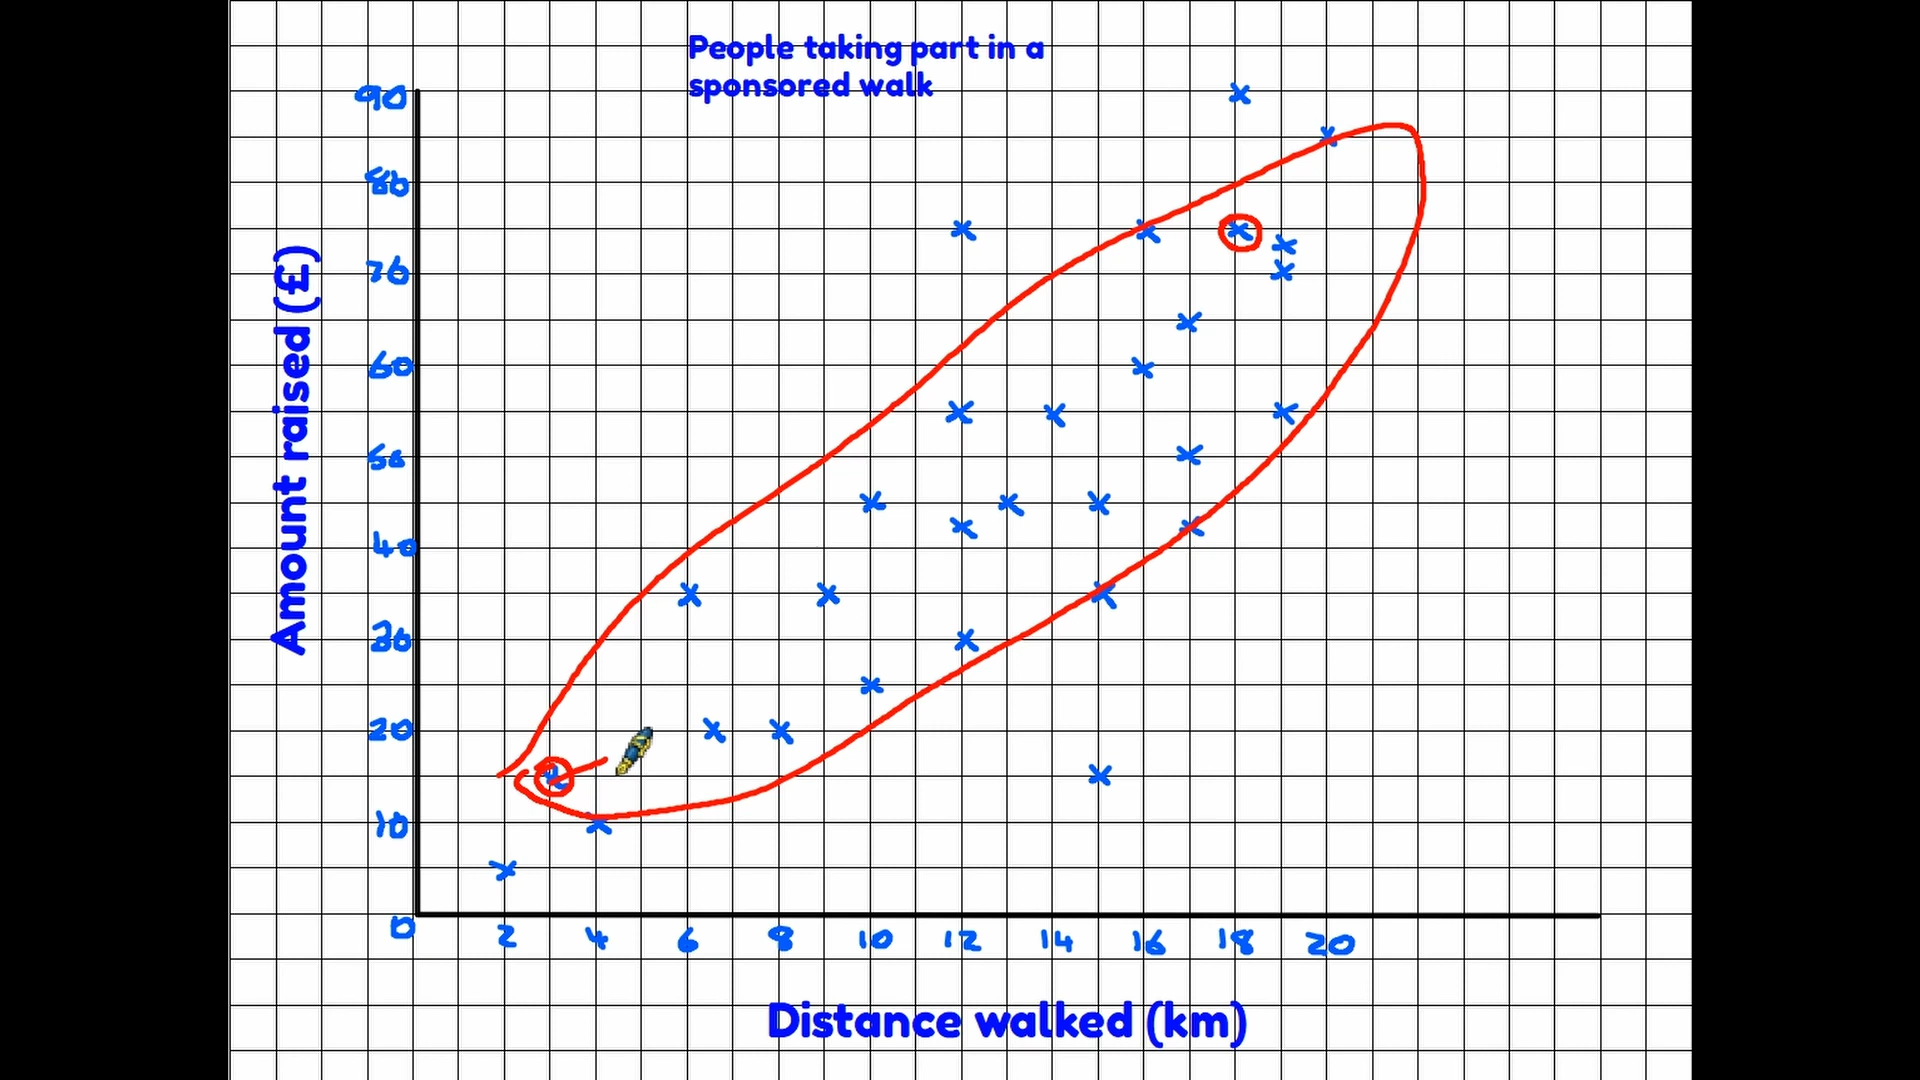 People taking part in a
sponsored walk
90
80
70
60
50
40
30
20
10
0
2 4 6 8 10 12 14 16 18 20
Amount raised (£)
Distance walked (km)